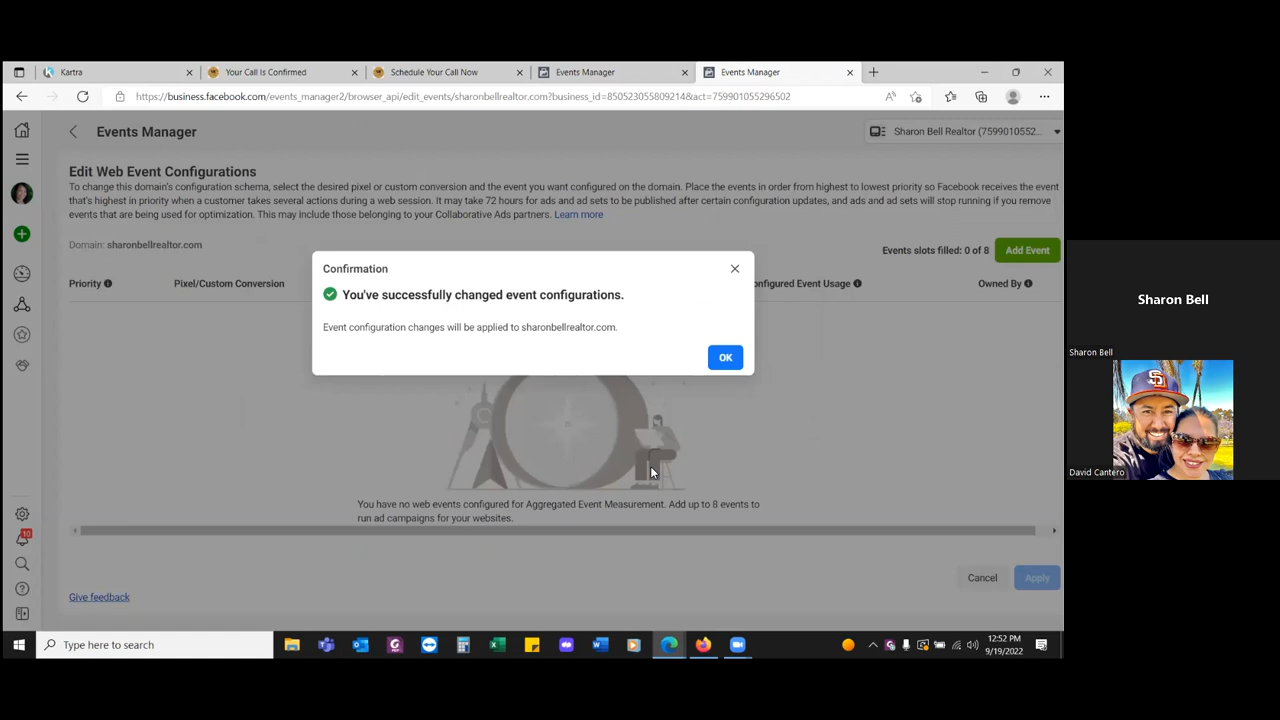 Kartra
Your Call Is Confirmed
Schedule Your Call Now
Events Manager
Events Manager
https://business.facebook.com/events_manager2/browser_api/edit_events/sharonbellrealtor.com?business_id=850523055809214&act=759901055296502
Events Manager
Sharon Bell Realtor (7599010552...
Edit Web Event Configurations
To change this domain's configuration schema, select the desired pixel or custom conversion and the event you want configured on the domain. Place the events in order from highest to lowest priority so Facebook receives the event
that's highest in priority when a customer takes several actions during a web session. It may take 72 hours for ads and ad sets to be published after certain configuration updates, and ads and ad sets will stop running if you remove
events that are being used for optimization. This may include those belonging to your Collaborative Ads partners. Learn more
Domain: sharonbellrealtor.com
Events slots filled: 0 of 8
Add Event
Priority
Pixel/Custom Conversion
onfigured Event Usage
Owned By
Confirmation
You've successfully changed event configurations.
Event configuration changes will be applied to sharonbellrealtor.com.
OK
You have no web events configured for Aggregated Event Measurement. Add up to 8 events to
run ad campaigns for your websites.
Cancel
Apply
Give feedback
10
Type here to search
12:52 PM
9/19/2022
Sharon Bell
Sharon Bell
SD
David Cantero